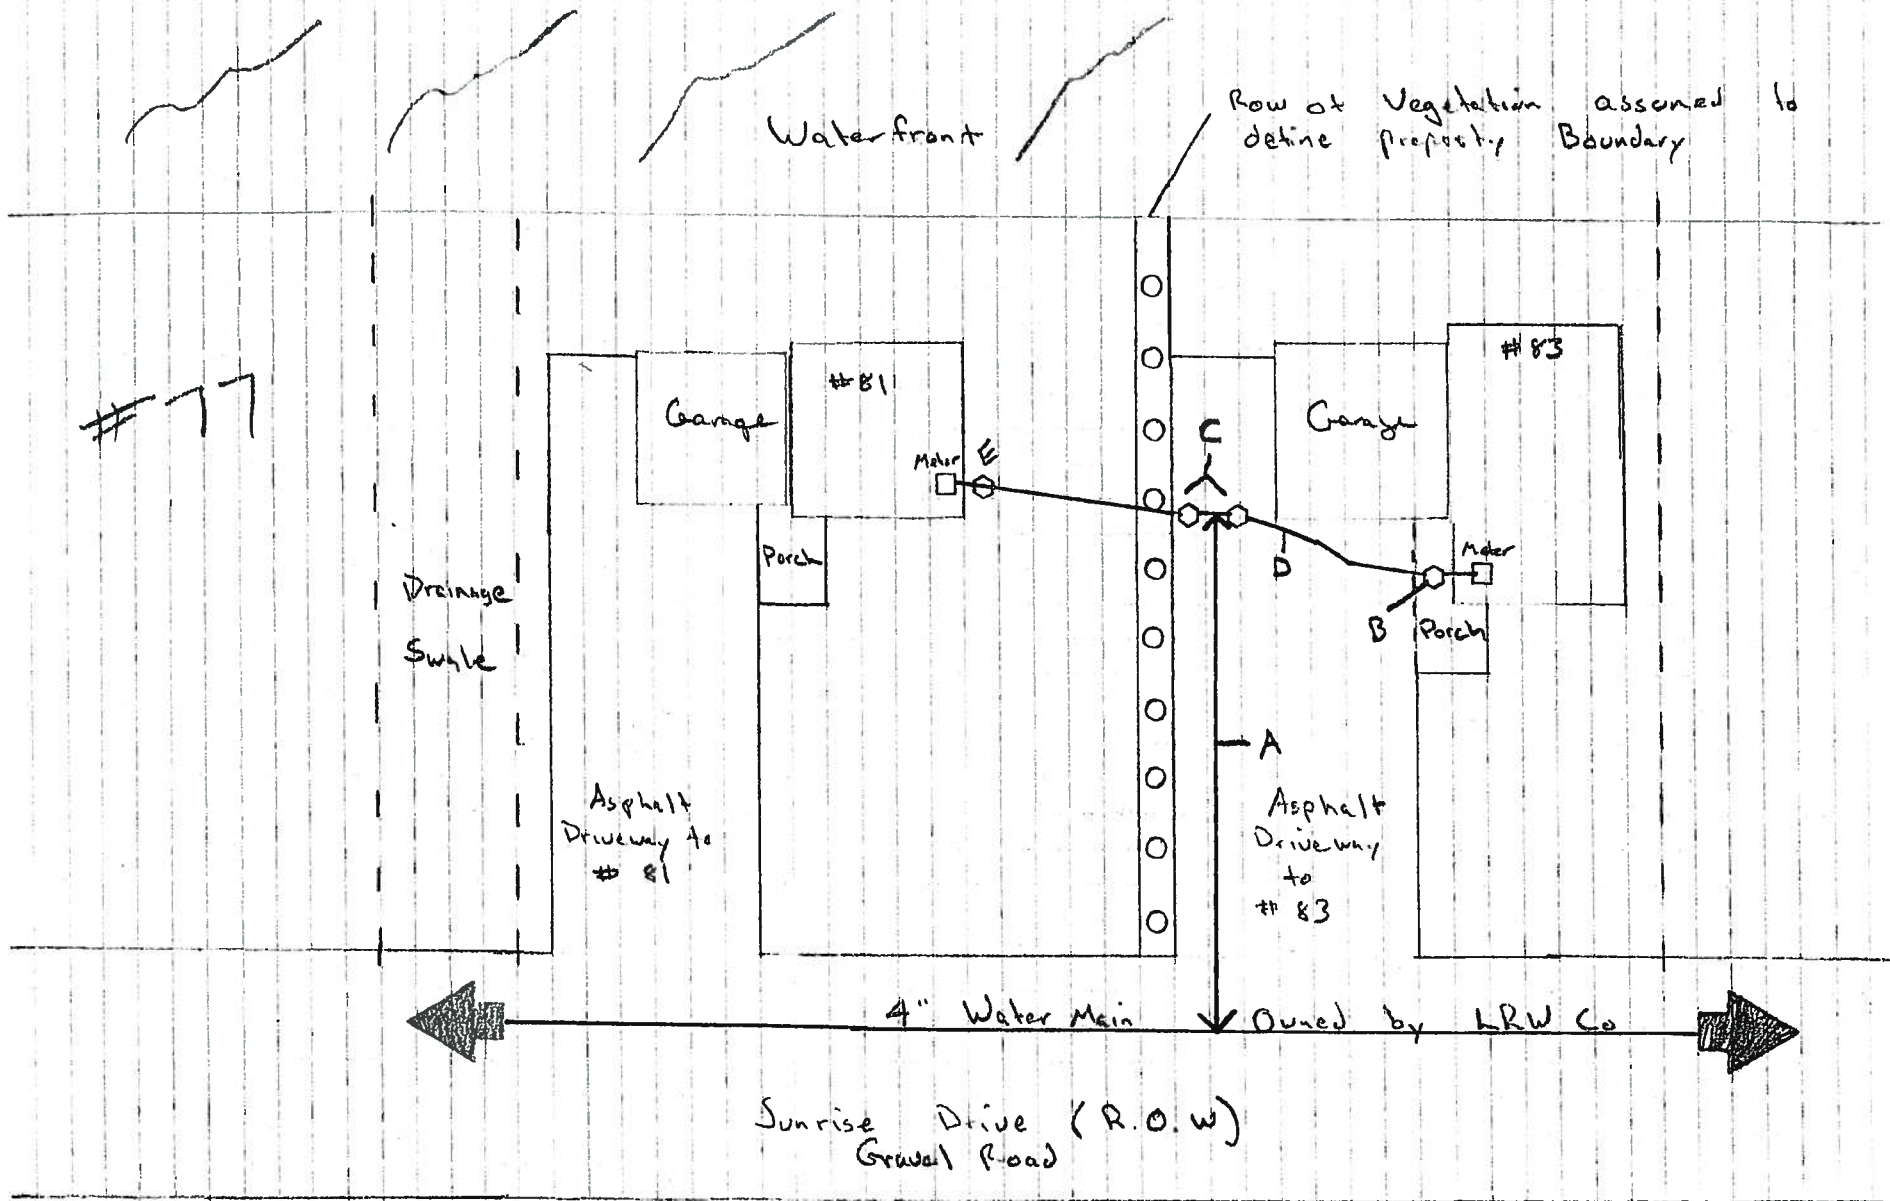 Waterfront
Row of Vegetation assumed to
define property Boundary
#77
#81
Garage
Meter
E
Porch
Drainage
Swale
Asphalt
Driveway to
# 81
C
Garage
#83
D
Meter
B
Porch
A
Asphalt
Driveway
to
# 83
4" Water Main Owned by LRW Co
Sunrise Drive (R.O.W)
Gravel Road